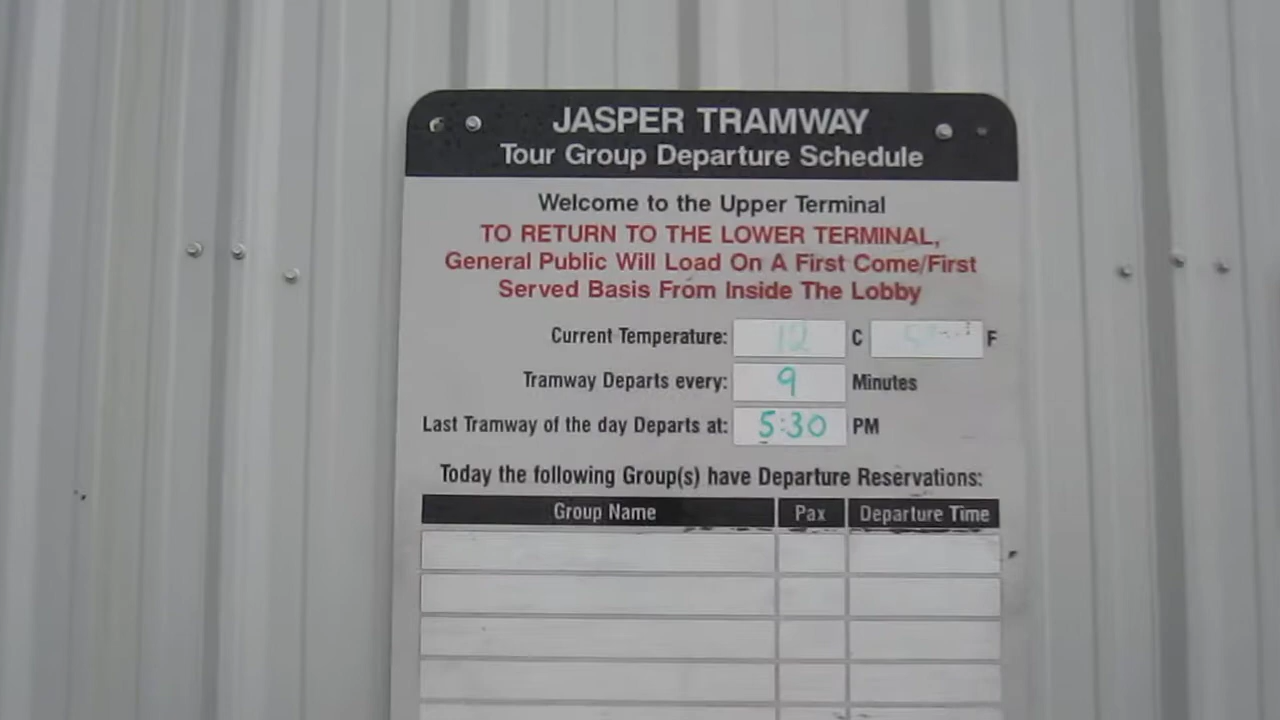 JASPER TRAMWAY
Tour Group Departure Schedule
Welcome to the Upper Terminal
TO RETURN TO THE LOWER TERMINAL,
General Public Will Load On A First Come/First
Served Basis From Inside The Lobby
Current Temperature: 12 C F
Tramway Departs every: 9 Minutes
Last Tramway of the day Departs at: 5:30 PM
Today the following Group(s) have Departure Reservations:
Group Name Pax Departure Time